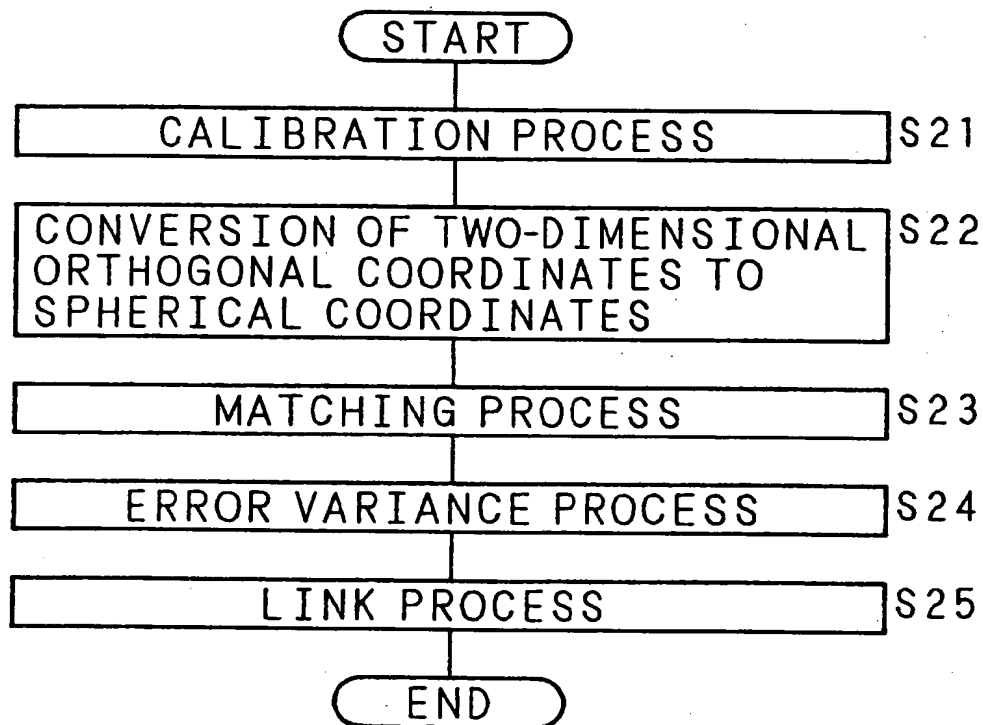 START
CALIBRATION PROCESS S21
CONVERSION OF TWO-DIMENSIONAL S22
ORTHOGONAL COORDINATES TO
SPHERICAL COORDINATES
MATCHING PROCESS S23
ERROR VARIANCE PROCESS S24
LINK PROCESS S25
END